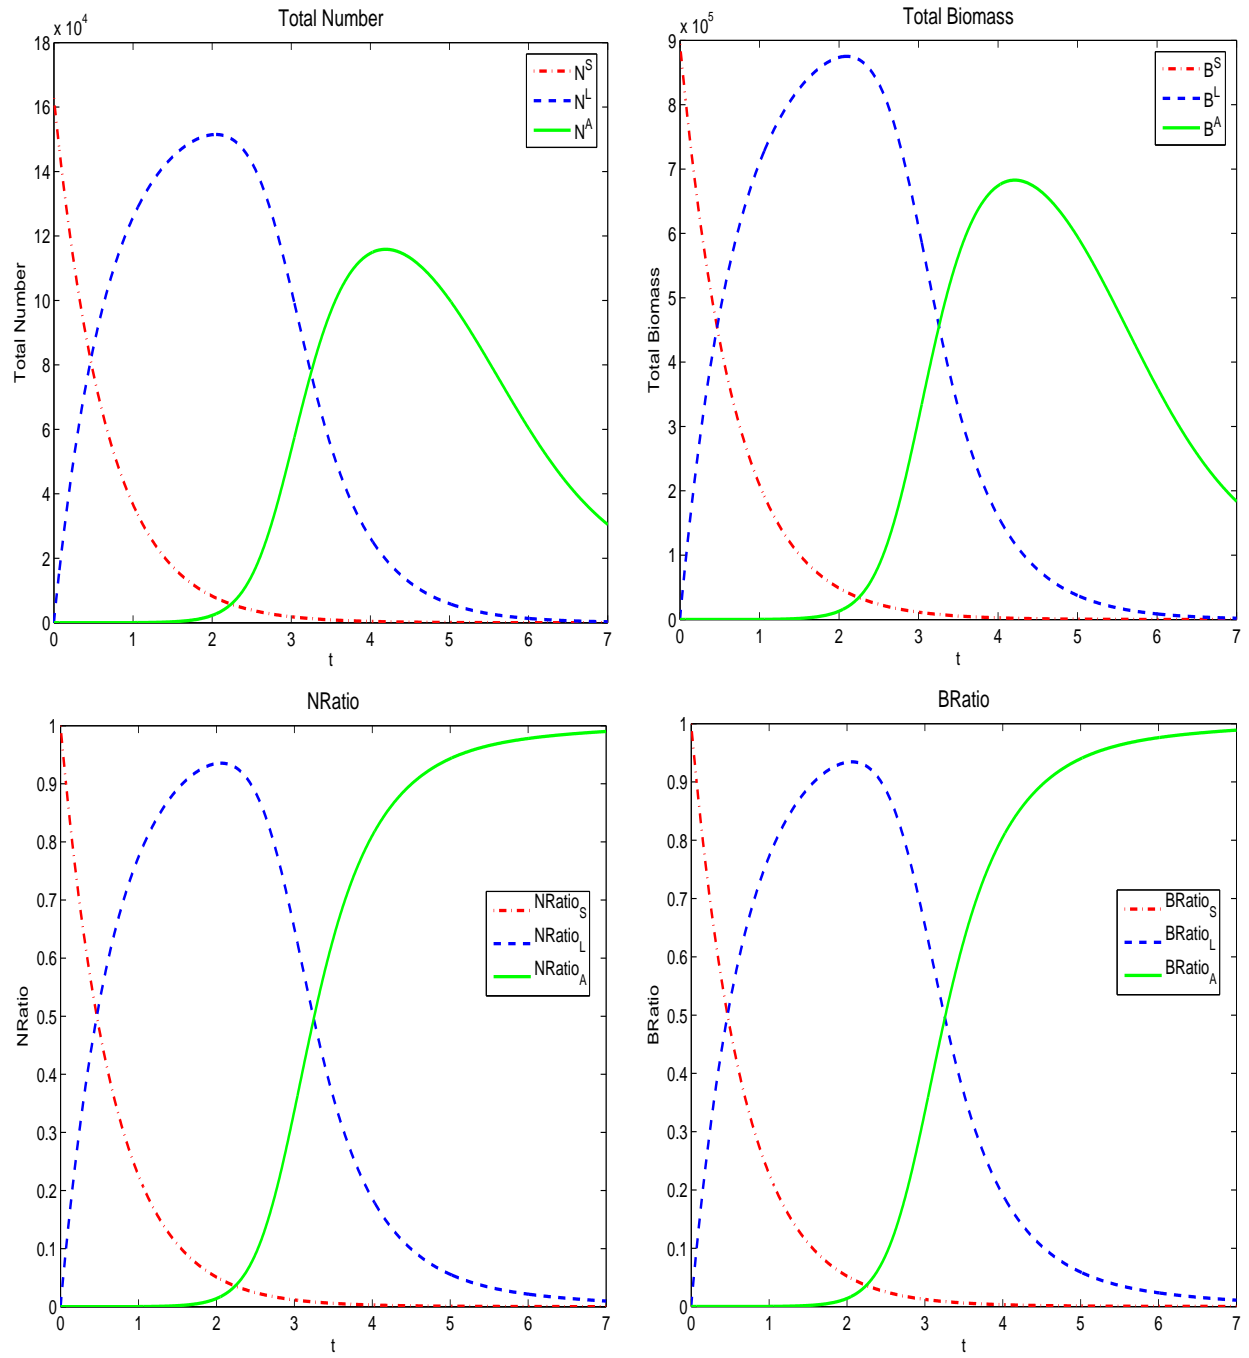 Total Number
x 10^4
18
16
14
12
10
8
6
4
2
0
0 1 2 3 4 5 6 7
Total Number
t
N^S
N^L
N^A
Total Biomass
x 10^5
9
8
7
6
5
4
3
2
1
0
0 1 2 3 4 5 6 7
Total Biomass
t
B^S
B^L
B^A
NRatio
1
0.9
0.8
0.7
0.6
0.5
0.4
0.3
0.2
0.1
0
0 1 2 3 4 5 6 7
NRatio
t
NRatio_S
NRatio_L
NRatio_A
BRatio
1
0.9
0.8
0.7
0.6
0.5
0.4
0.3
0.2
0.1
0
0 1 2 3 4 5 6 7
BRatio
t
BRatio_S
BRatio_L
BRatio_A